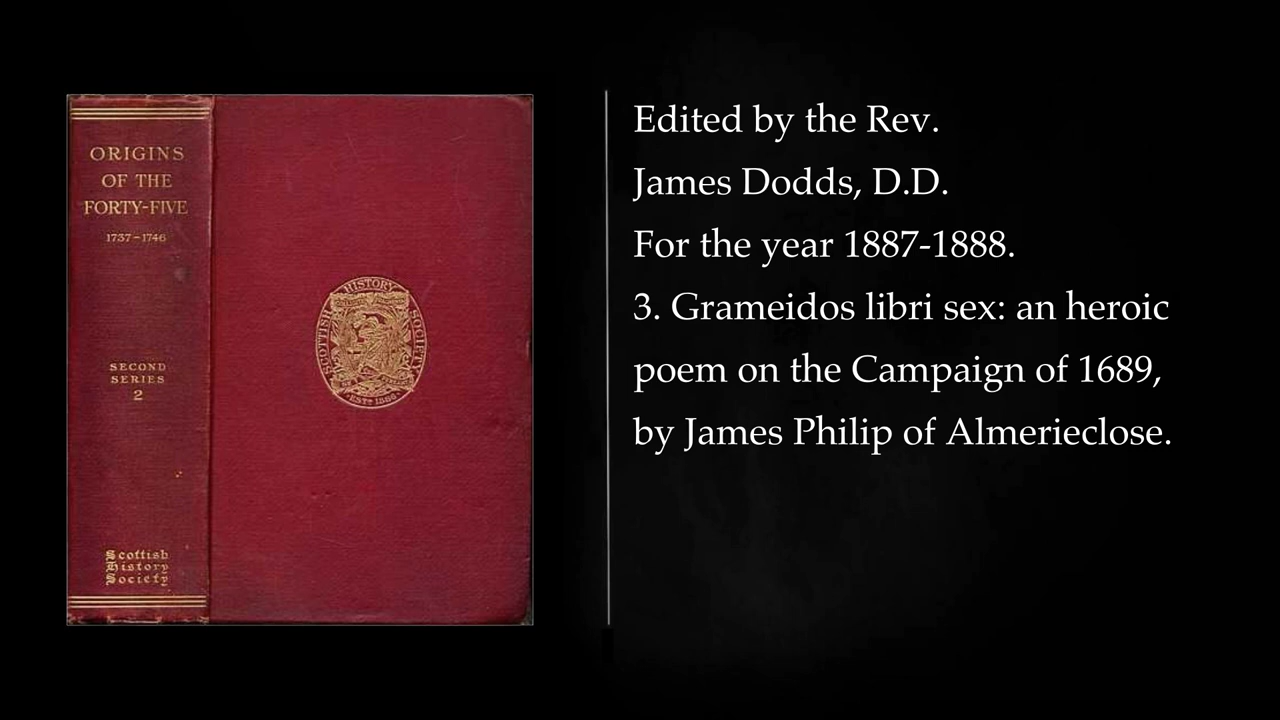 ORIGINS
OF THE
FORTY-FIVE
1737-1746
SECOND
SERIES
2
Scottish
History
Society
SCOTTISH HISTORY SOCIETY
·ESTD 1886·
Edited by the Rev.
James Dodds, D.D.
For the year 1887-1888.
3. Grameidos libri sex: an heroic
poem on the Campaign of 1689,
by James Philip of Almerieclose.